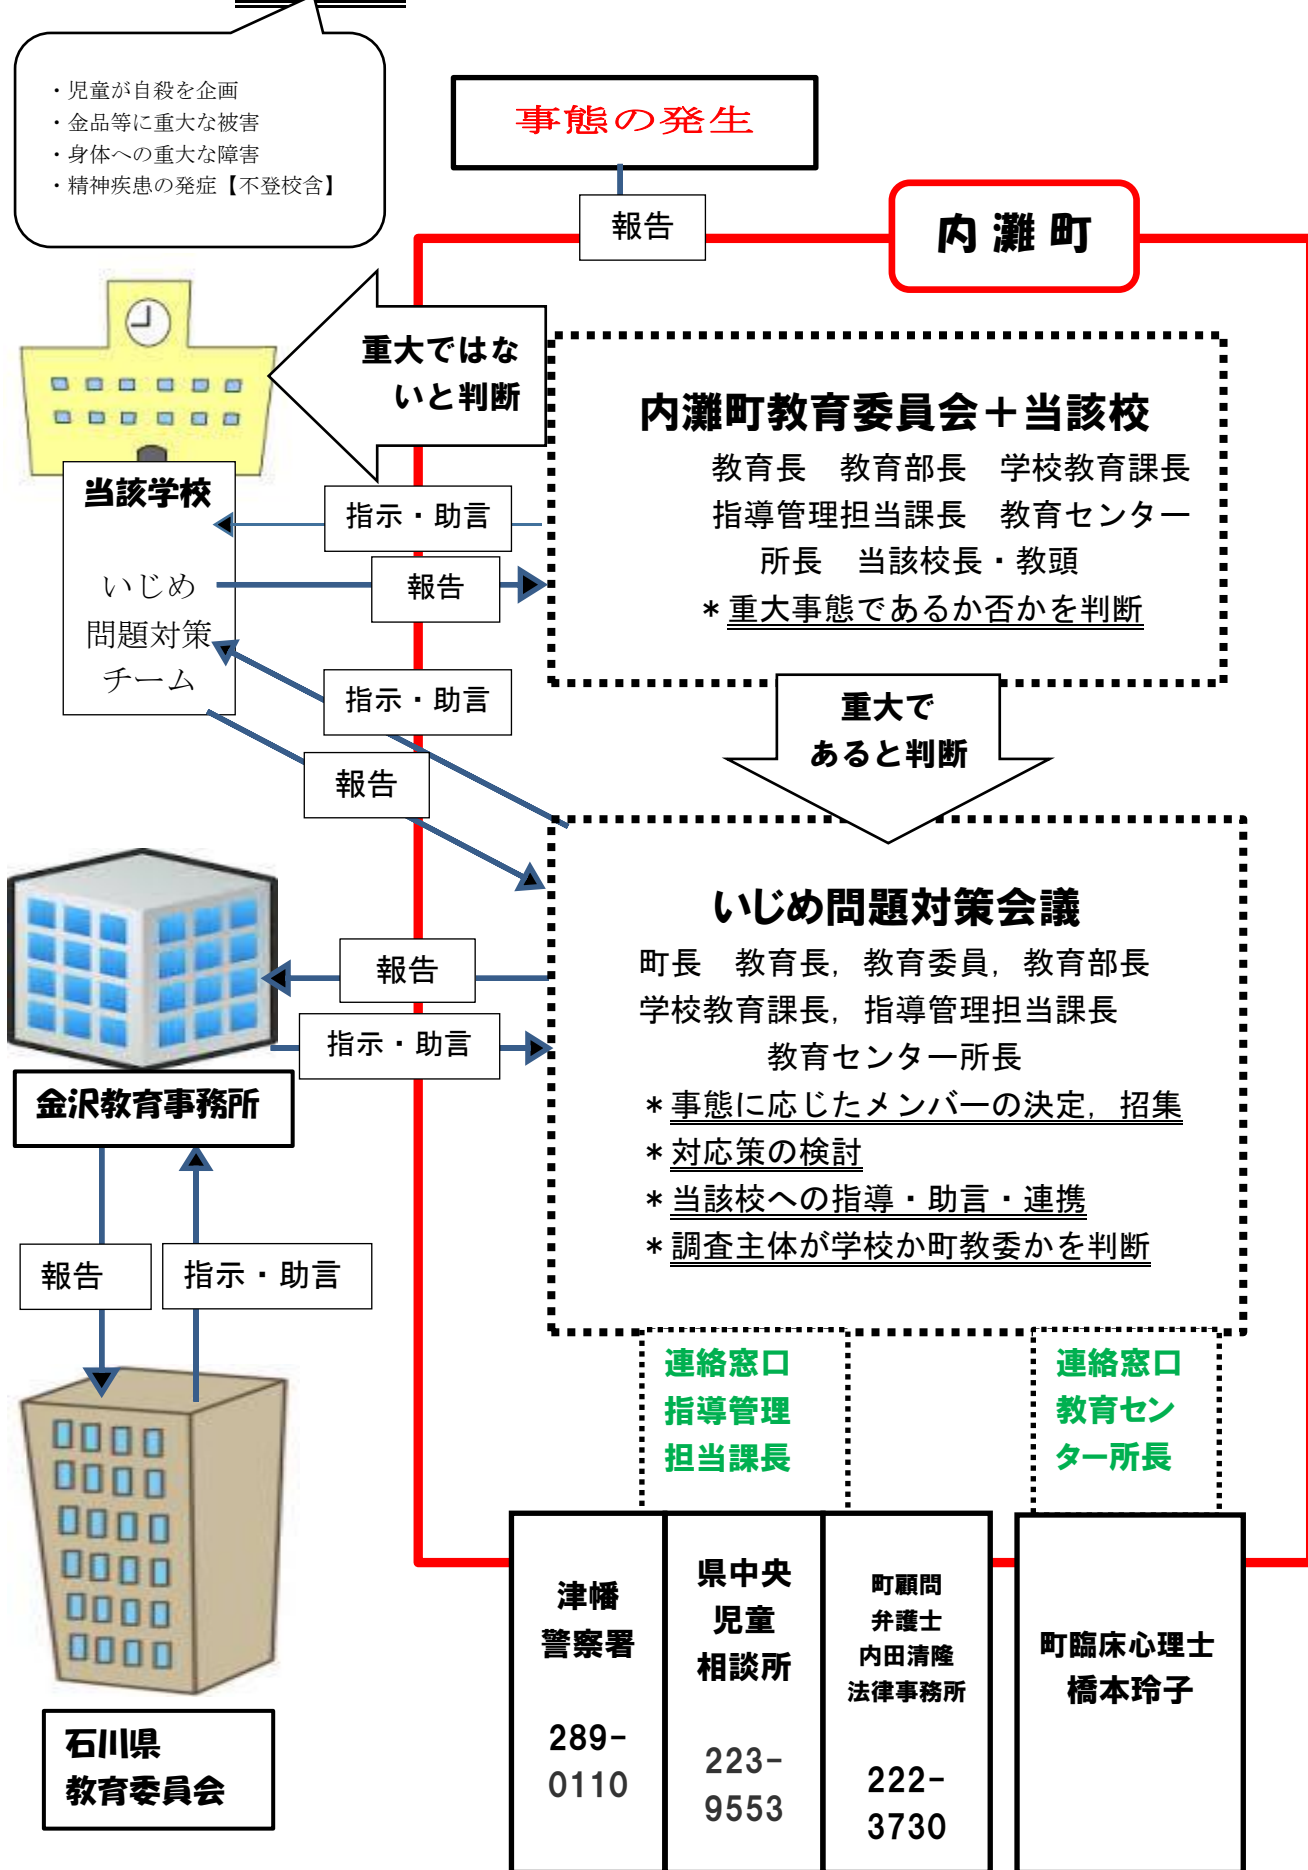 ・児童が自殺を企画
・金品等に重大な被害
・身体への重大な障害
・精神疾患の発症【不登校含】
事態の発生
報告
内灘町
重大ではな
いと判断
内灘町教育委員会＋当該校
教育長　教育部長　学校教育課長
指導管理担当課長　教育センター
所長　当該校長・教頭
＊重大事態であるか否かを判断
当該学校
いじめ
問題対策
チーム
指示・助言
報告
指示・助言
報告
重大で
あると判断
いじめ問題対策会議
町長　教育長，教育委員，教育部長
学校教育課長，指導管理担当課長
教育センター所長
＊事態に応じたメンバーの決定，招集
＊対応策の検討
＊当該校への指導・助言・連携
＊調査主体が学校か町教委かを判断
報告
指示・助言
金沢教育事務所
報告
指示・助言
石川県
教育委員会
連絡窓口
指導管理
担当課長
連絡窓口
教育セン
ター所長
津幡
警察署
289-
0110
県中央
児童
相談所
223-
9553
町顧問
弁護士
内田清隆
法律事務所
222-
3730
町臨床心理士
橋本玲子